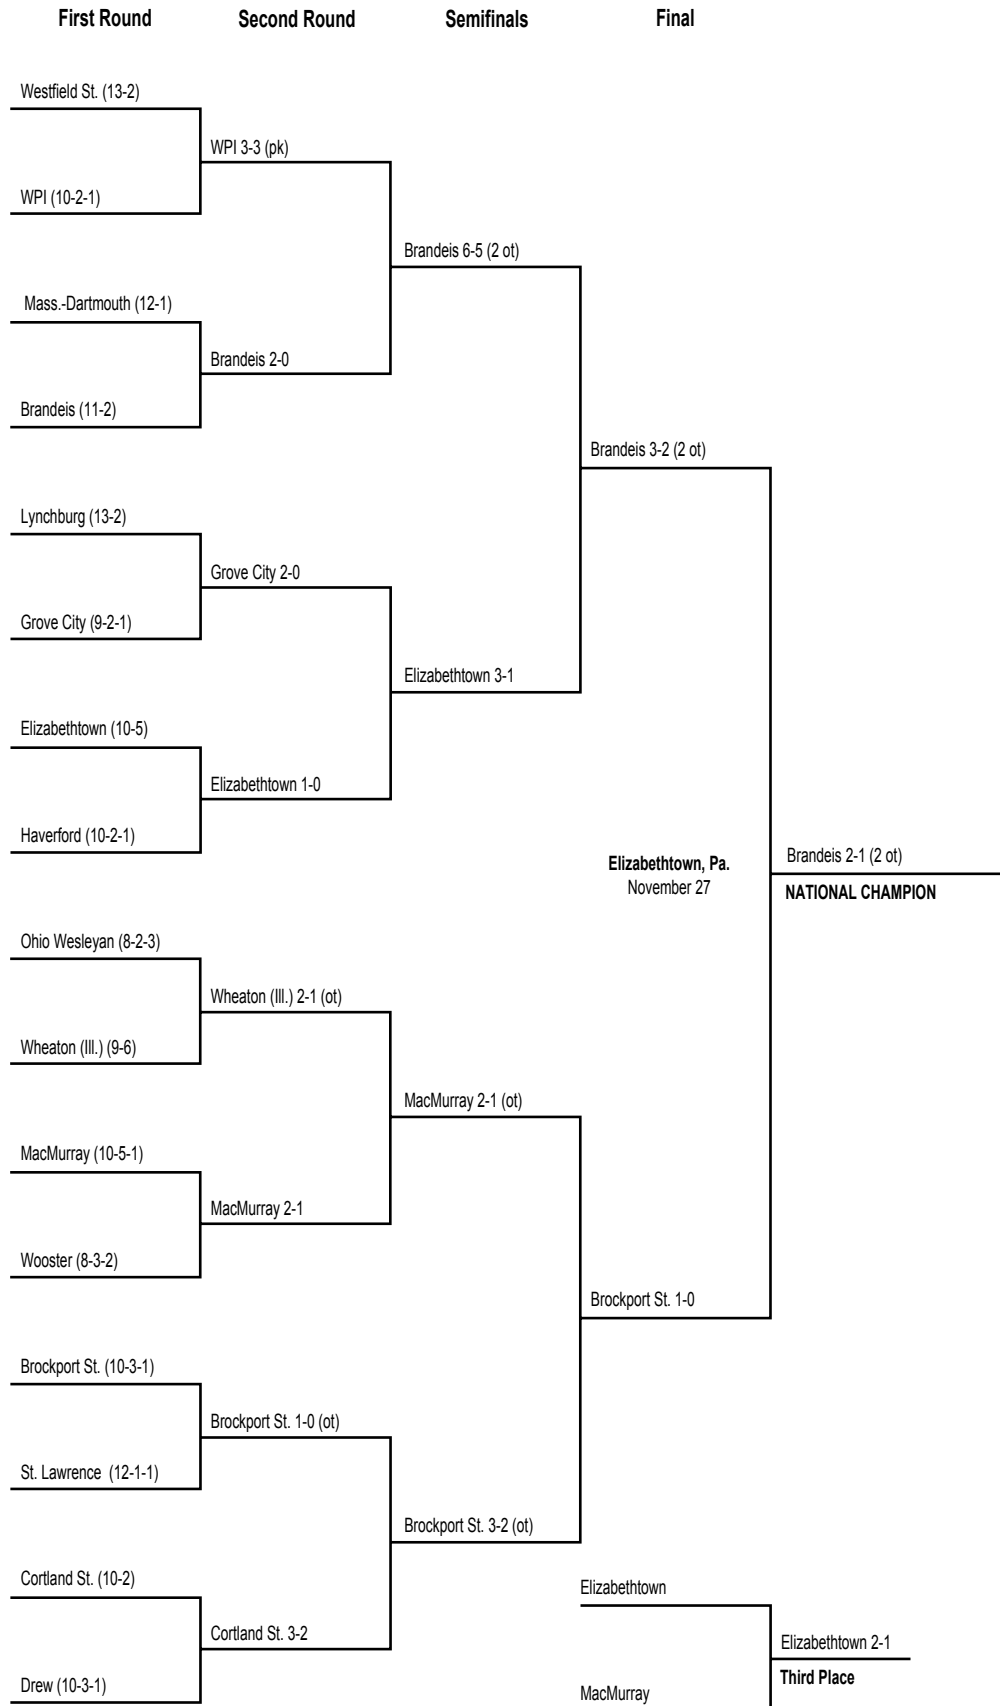 First Round
Second Round
Semifinals
Final
Westfield St. (13-2)
WPI 3-3 (pk)
WPI (10-2-1)
Brandeis 6-5 (2 ot)
Mass.-Dartmouth (12-1)
Brandeis 2-0
Brandeis (11-2)
Brandeis 3-2 (2 ot)
Lynchburg (13-2)
Grove City 2-0
Grove City (9-2-1)
Elizabethtown 3-1
Elizabethtown (10-5)
Elizabethtown 1-0
Haverford (10-2-1)
Elizabethtown, Pa.
November 27
Brandeis 2-1 (2 ot)
NATIONAL CHAMPION
Ohio Wesleyan (8-2-3)
Wheaton (Ill.) 2-1 (ot)
Wheaton (Ill.) (9-6)
MacMurray 2-1 (ot)
MacMurray (10-5-1)
MacMurray 2-1
Wooster (8-3-2)
Brockport St. 1-0
Brockport St. (10-3-1)
Brockport St. 1-0 (ot)
St. Lawrence (12-1-1)
Brockport St. 3-2 (ot)
Cortland St. (10-2)
Cortland St. 3-2
Drew (10-3-1)
Elizabethtown
Elizabethtown 2-1
Third Place
MacMurray